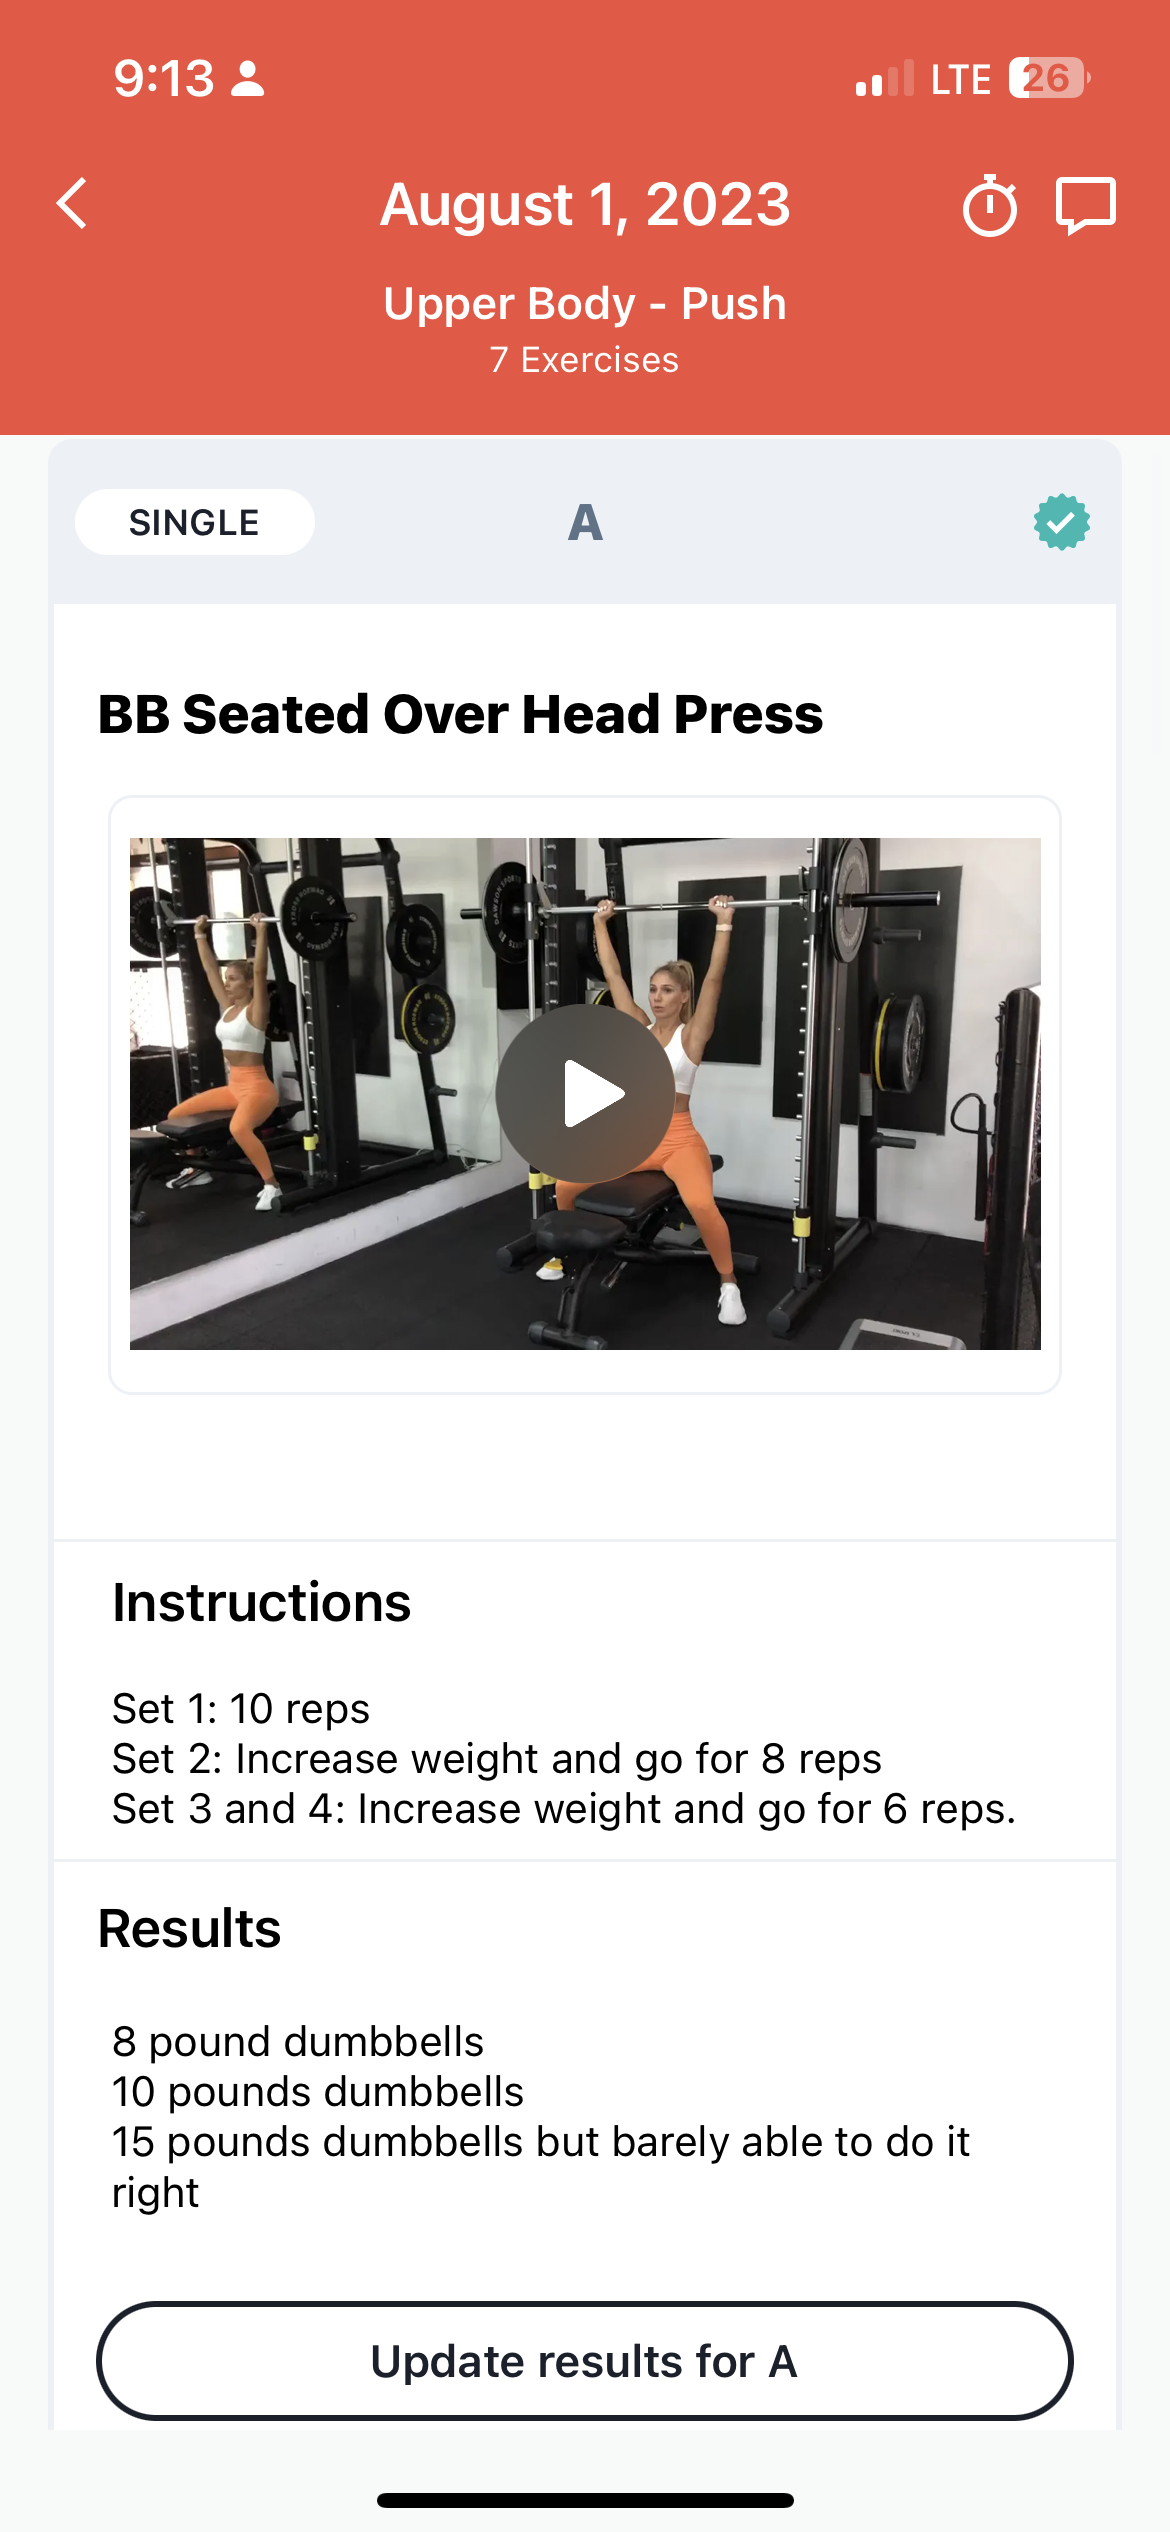 9:13
LTE 26
August 1, 2023
Upper Body - Push
7 Exercises
SINGLE
A
BB Seated Over Head Press
Instructions
Set 1: 10 reps
Set 2: Increase weight and go for 8 reps
Set 3 and 4: Increase weight and go for 6 reps.
Results
8 pound dumbbells
10 pounds dumbbells
15 pounds dumbbells but barely able to do it
right
Update results for A